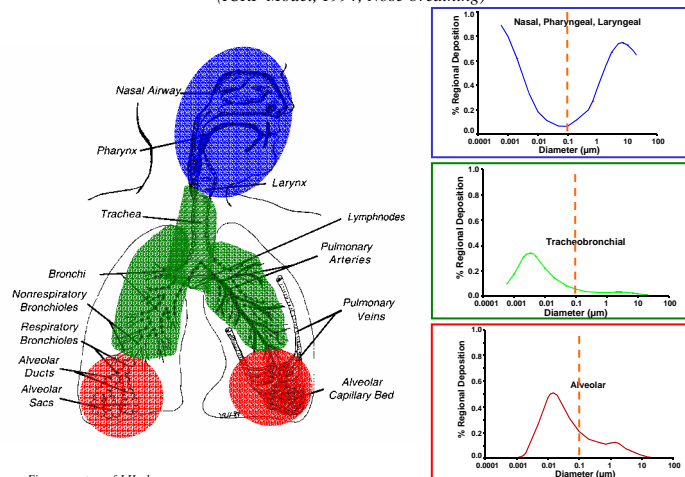 (ICRP Model, 1994, Nose breathing)
Nasal Airway
Pharynx
Larynx
Trachea
Lymphnodes
Pulmonary
Arteries
Bronchi
Nonrespiratory
Bronchioles
Pulmonary
Veins
Respiratory
Bronchioles
Alveolar
Ducts
Alveolar
Sacs
Alveolar
Capillary Bed
Nasal, Pharyngeal, Laryngeal
% Regional Deposition
1.0
0.8
0.6
0.4
0.2
0.0
0.0001 0.001 0.01 0.1 1 10 100
Diameter (µm)
Tracheobronchial
% Regional Deposition
1.0
0.8
0.6
0.4
0.2
0.0
0.0001 0.001 0.01 0.1 1 10 100
Diameter (µm)
Alveolar
% Regional Deposition
1.0
0.8
0.6
0.4
0.2
0.0
0.0001 0.001 0.01 0.1 1 10 100
Diameter (µm)